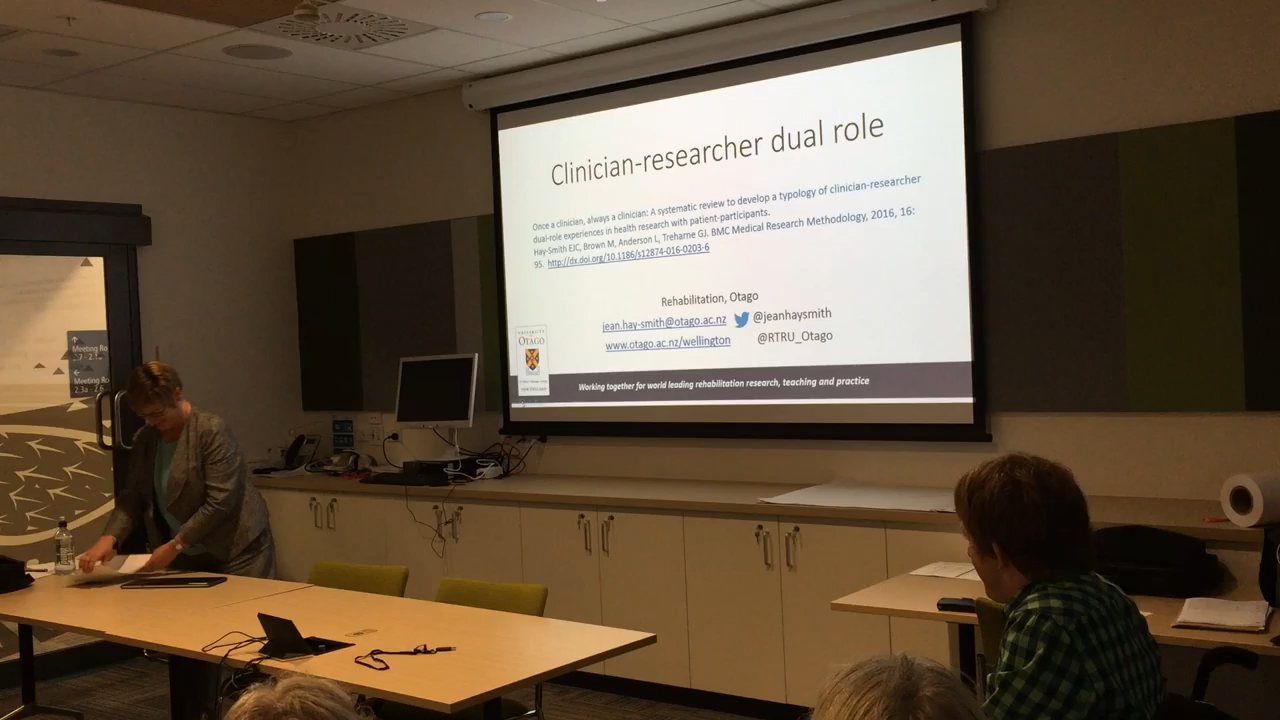 Clinician-researcher dual role
Once a clinician, always a clinician: A systematic review to develop a typology of clinician-researcher
dual-role experiences in health research with patient-participants.
Hay-Smith EJC, Brown M, Anderson L, Treharne GJ. BMC Medical Research Methodology, 2016, 16:
95. http://dx.doi.org/10.1186/s12874-016-0203-6
Rehabilitation, Otago
jean.hay-smith@otago.ac.nz @jeanhaysmith
www.otago.ac.nz/wellington @RTRU_Otago
UNIVERSITY
OTAGO
Working together for world leading rehabilitation research, teaching and practice
Meeting Ro
Meeting Ro